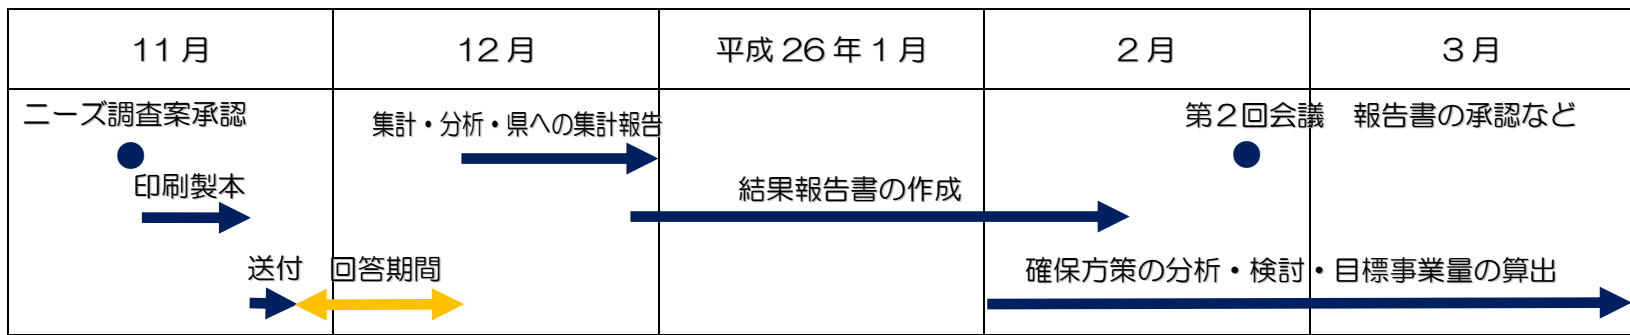 11月 12月 平成26年1月 2月 3月
ニーズ調査案承認 集計・分析・県への集計報告 第2回会議 報告書の承認など
印刷製本 結果報告書の作成
送付 回答期間 確保方策の分析・検討・目標事業量の算出